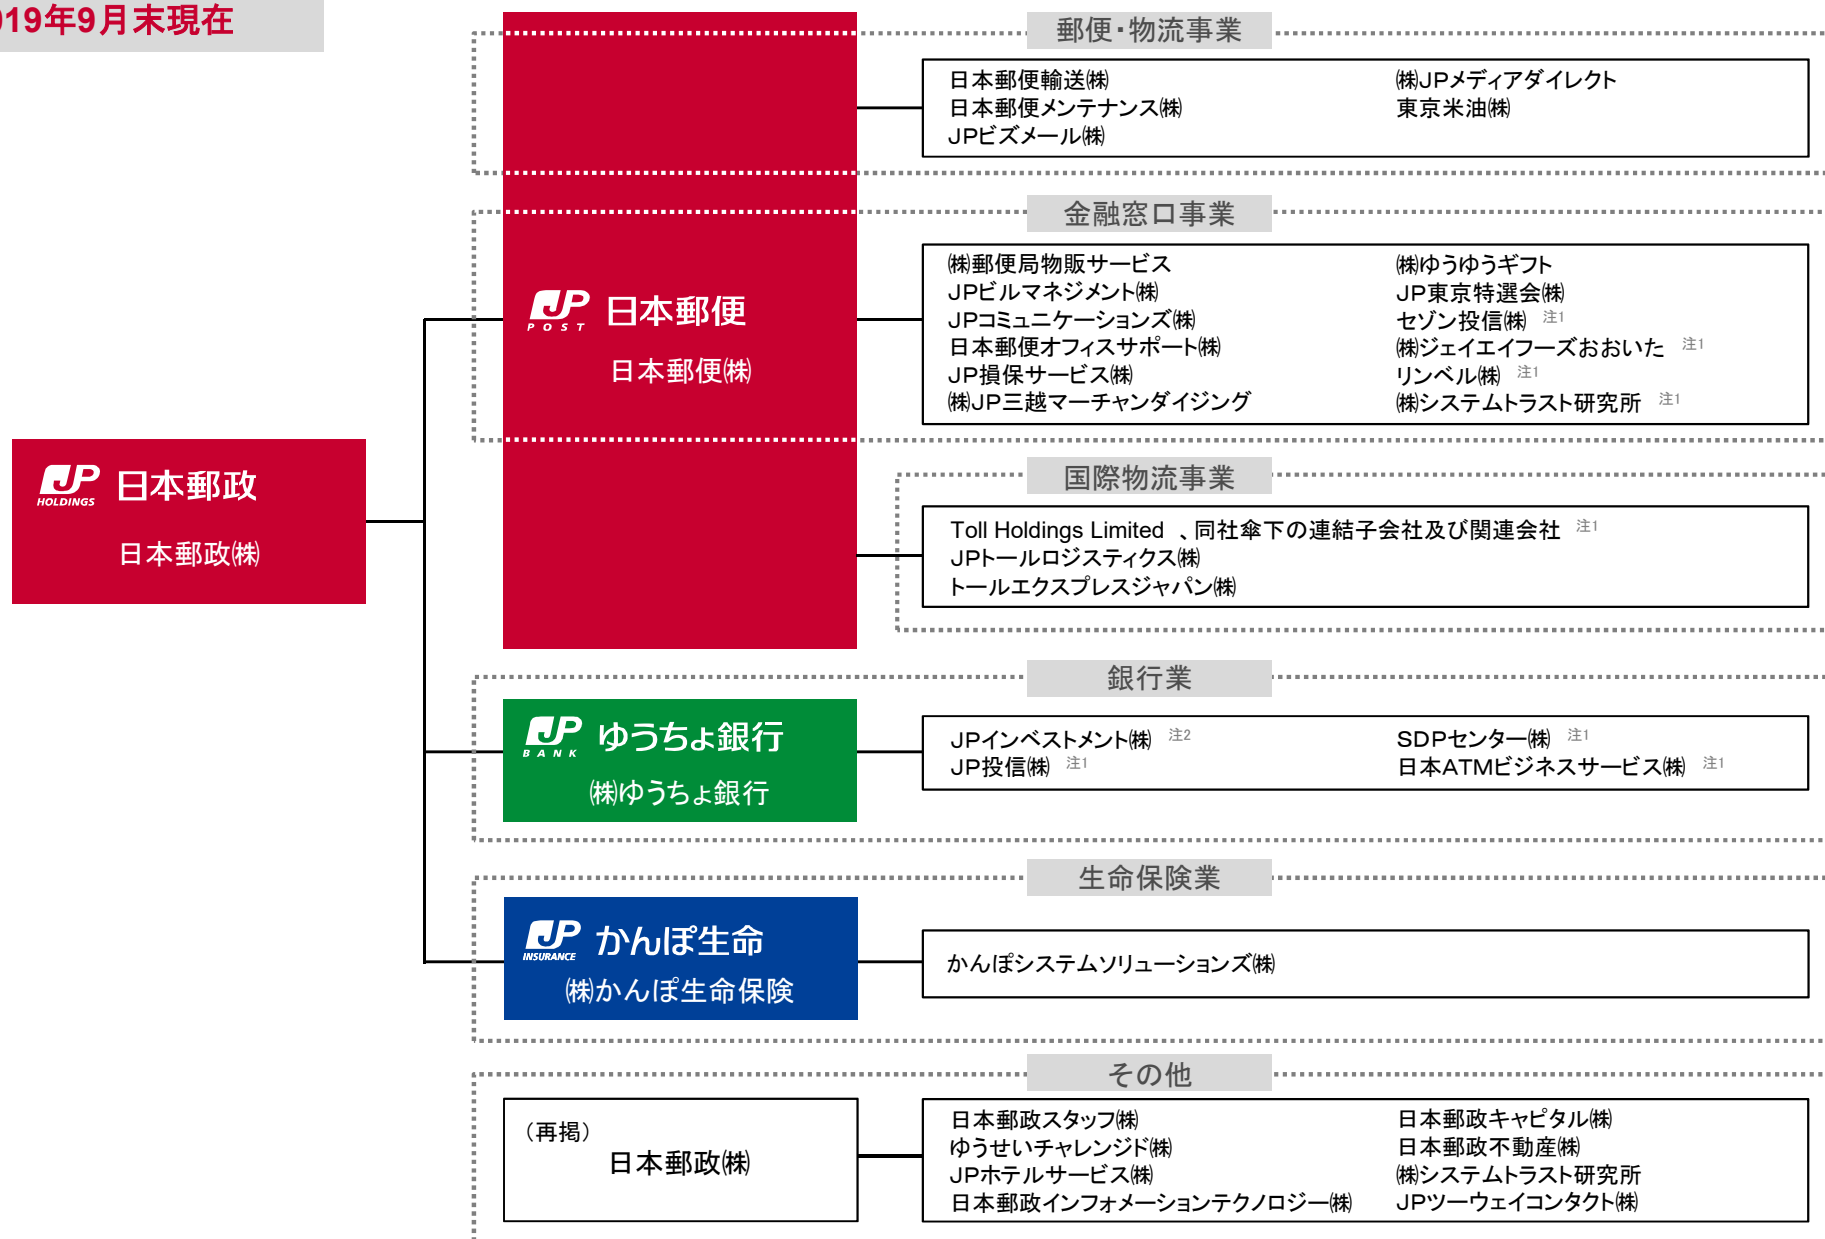 019年9月末現在
郵便・物流事業
日本郵便輸送㈱
日本郵便メンテナンス㈱
JPビズメール㈱
㈱JPメディアダイレクト
東京米油㈱
金融窓口事業
㈱郵便局物販サービス
JPビルマネジメント㈱
JPコミュニケーションズ㈱
日本郵便オフィスサポート㈱
JP損保サービス㈱
㈱JP三越マーチャンダイジング
㈱ゆうゆうギフト
JP東京特選会㈱
セゾン投信㈱ 注1
㈱ジェイエイフーズおおいた 注1
リンベル㈱ 注1
㈱システムトラスト研究所 注1
JP POST 日本郵便
日本郵便㈱
JP HOLDINGS 日本郵政
日本郵政㈱
国際物流事業
Toll Holdings Limited 、同社傘下の連結子会社及び関連会社 注1
JPトールロジスティクス㈱
トールエクスプレスジャパン㈱
銀行業
JP BANK ゆうちょ銀行
㈱ゆうちょ銀行
JPインベストメント㈱ 注2
JP投信㈱ 注1
SDPセンター㈱ 注1
日本ATMビジネスサービス㈱ 注1
生命保険業
JP INSURANCE かんぽ生命
㈱かんぽ生命保険
かんぽシステムソリューションズ㈱
その他
（再掲）
日本郵政㈱
日本郵政スタッフ㈱
ゆうせいチャレンジド㈱
JPホテルサービス㈱
日本郵政インフォメーションテクノロジー㈱
日本郵政キャピタル㈱
日本郵政不動産㈱
㈱システムトラスト研究所
JPツーウェイコンタクト㈱